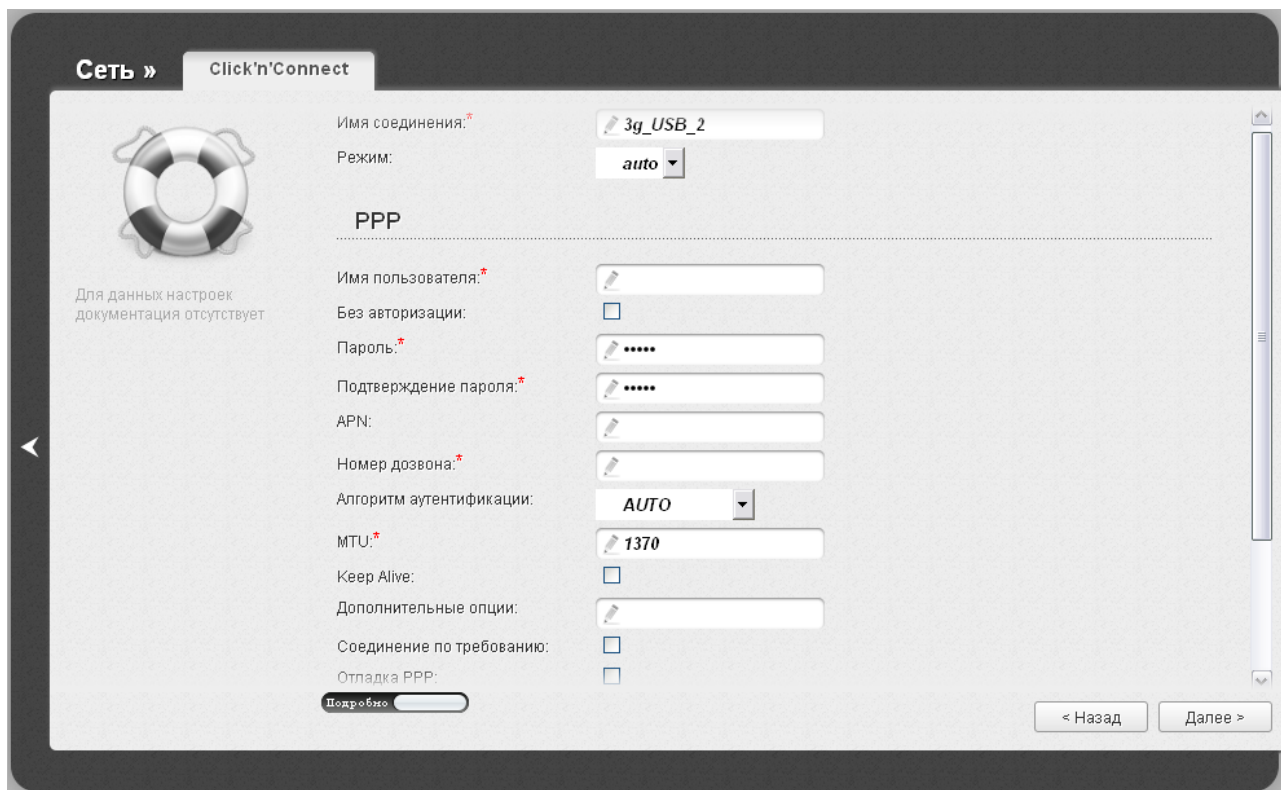 Сеть »
Click'n'Connect
Для данных настроек
документация отсутствует
Имя соединения:* 3g_USB_2
Режим: auto
PPP
Имя пользователя:*
Без авторизации:
Пароль:* •••••
Подтверждение пароля:* •••••
APN:
Номер дозвона:*
Алгоритм аутентификации: AUTO
MTU:* 1370
Keep Alive:
Дополнительные опции:
Соединение по требованию:
Отладка PPP:
Подробно
< Назад
Далее >